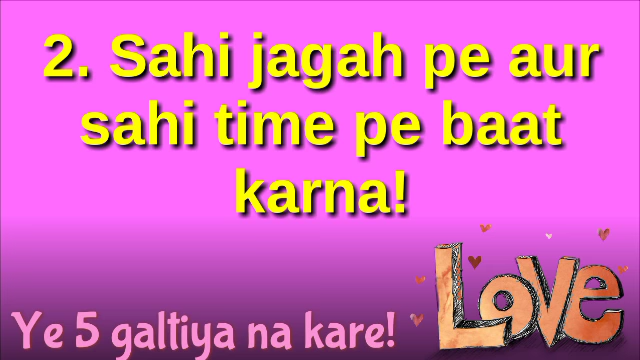 2. Sahi jagah pe aur
sahi time pe baat
karna!
Love
Ye 5 galtiya na kare!